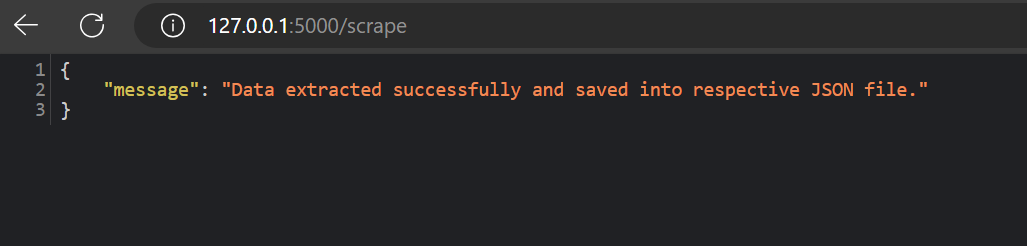 127.0.0.1:5000/scrape
1 {
2 "message": "Data extracted successfully and saved into respective JSON file."
3 }